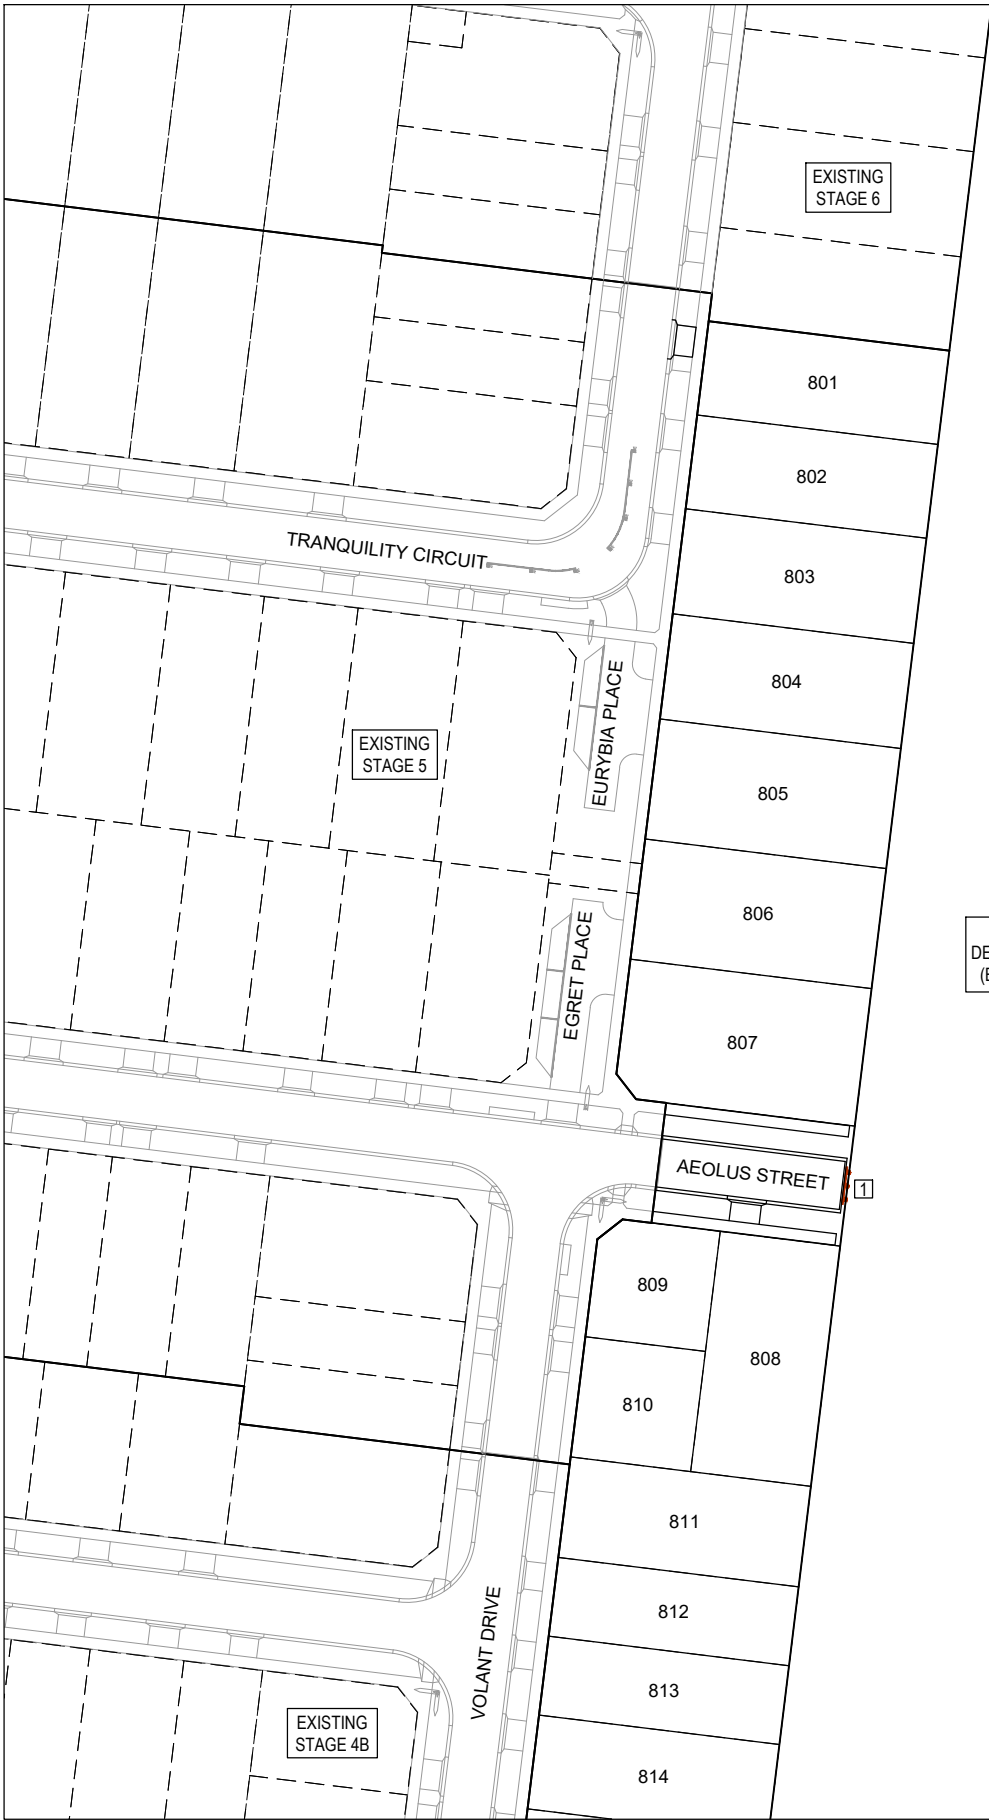 EXISTING
STAGE 6
801
802
TRANQUILITY CIRCUIT
803
804
EURYBIA PLACE
EXISTING
STAGE 5
805
806
EGRET PLACE
807
AEOLUS STREET
1
809
808
810
811
VOLANT DRIVE
812
813
EXISTING
STAGE 4B
814